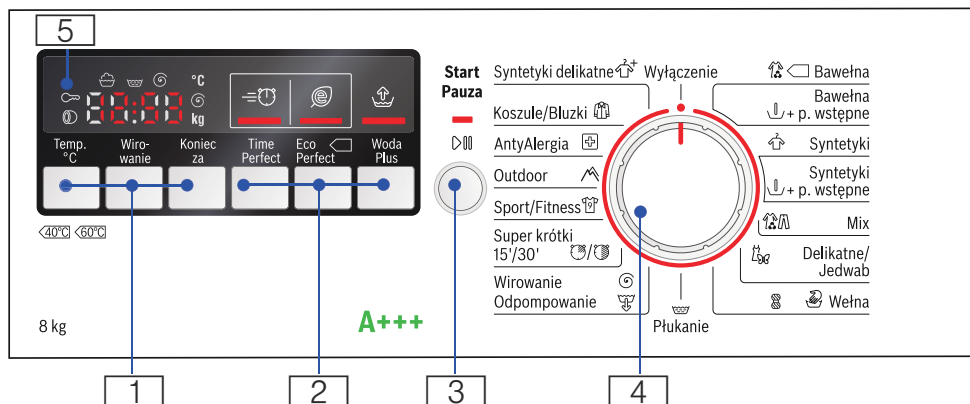 5
°C
88:88
kg
Temp.
°C
Wiro-
wanie
Koniec
za
Time
Perfect
Eco
Perfect
Woda
Plus
40°C 60°C
8 kg
A+++
Start
Pauza
Syntetyki delikatne
Koszule/Bluzki
AntyAlergia
Outdoor
Sport/Fitness
Super krótki
15'/30'
Wirowanie
Odpompowanie
Wyłączenie
Płukanie
Bawełna
Bawełna
+ p. wstępne
Syntetyki
Syntetyki
+ p. wstępne
Mix
Delikatne/
Jedwab
Wełna
1
2
3
4